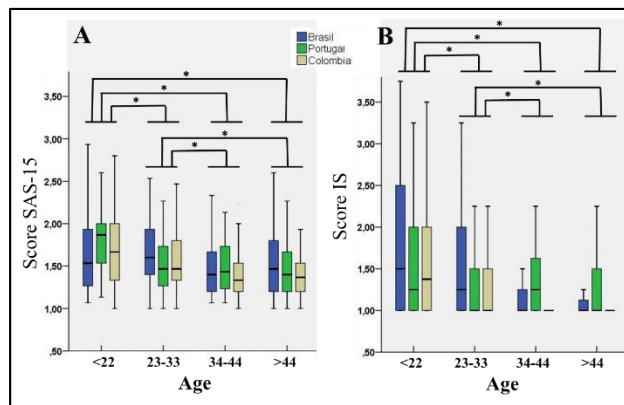 A
Brasil
Portugal
Colombia
Score SAS-15
3,50
3,00
2,50
2,00
1,50
1,00
,50
* * * * *
<22 23-33 34-44 >44
Age
B
Score IS
3,50
3,00
2,50
2,00
1,50
1,00
,50
* * * * *
<22 23-33 34-44 >44
Age